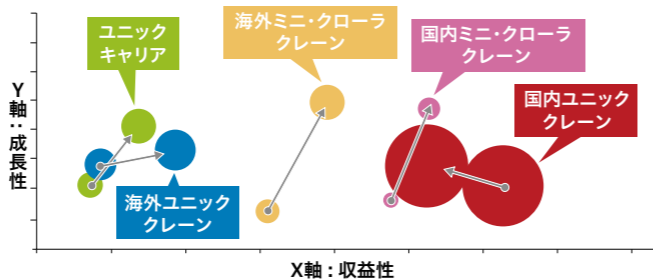 ユニック
キャリア
海外ミニ・クローラ
クレーン
国内ミニ・クローラ
クレーン
国内ユニック
クレーン
海外ユニック
クレーン
Y軸:成長性
X軸:収益性